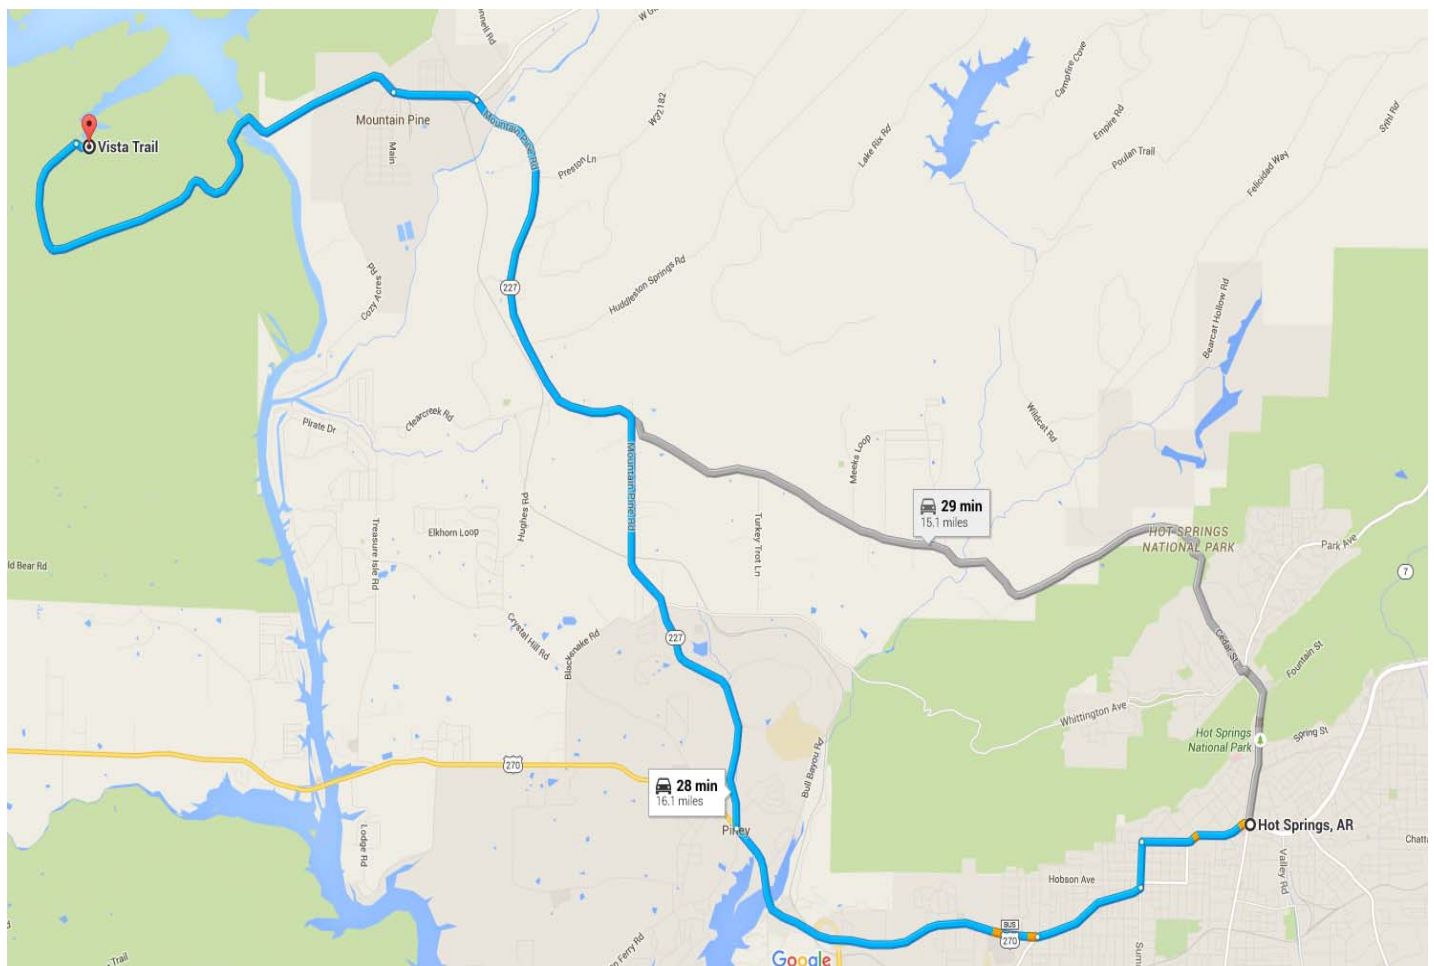 Vista Trail
Mountain Pine
Main
Mountain Pine Rd
Preston Ln
W32182
Lake Rix Rd
Campfire Cove
Empire Rd
Poulan Trail
Felicidad Way
227
Cozy Acres Rd
Huddleston Springs Rd
Bearcat Hollow Rd
Pirate Dr
Clearcreek Rd
Mountain Pine Rd
Meeks Loop
Wildcat Rd
Hughes Rd
Elkhorn Loop
Treasure Isle Rd
29 min
15.1 miles
Turkey Trot Ln
HOT SPRINGS
NATIONAL PARK
Park Ave
7
ld Bear Rd
Crystal Hill Rd
Blacksnake Rd
227
Cedar St
Fountain St
Whittington Ave
Hot Springs
National Park
Spring St
270
28 min
16.1 miles
Bull Bayou Rd
Piney
Lodge Rd
Hot Springs, AR
Hobson Ave
Valley Rd
Chatt
BUS
270
n Ferry Rd
Trail
Google